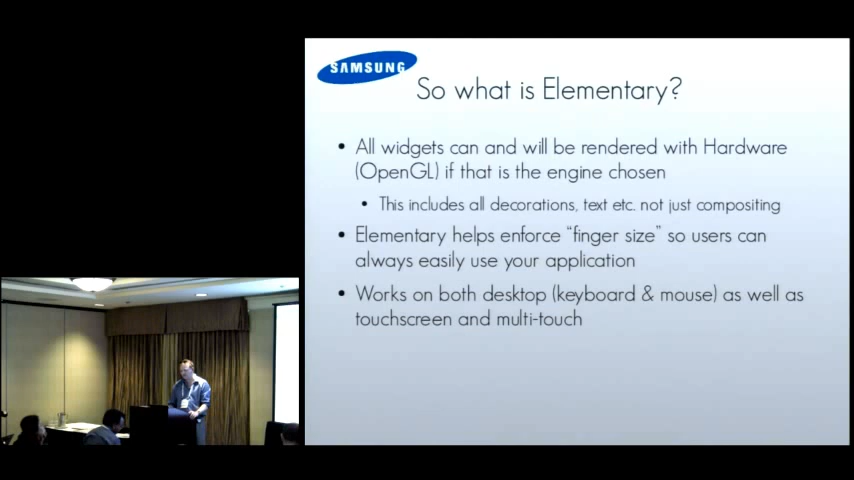 SAMSUNG
So what is Elementary?
• All widgets can and will be rendered with Hardware
(OpenGL) if that is the engine chosen
• This includes all decorations, text etc. not just compositing
• Elementary helps enforce “finger size” so users can
always easily use your application
• Works on both desktop (keyboard & mouse) as well as
touchscreen and multi-touch